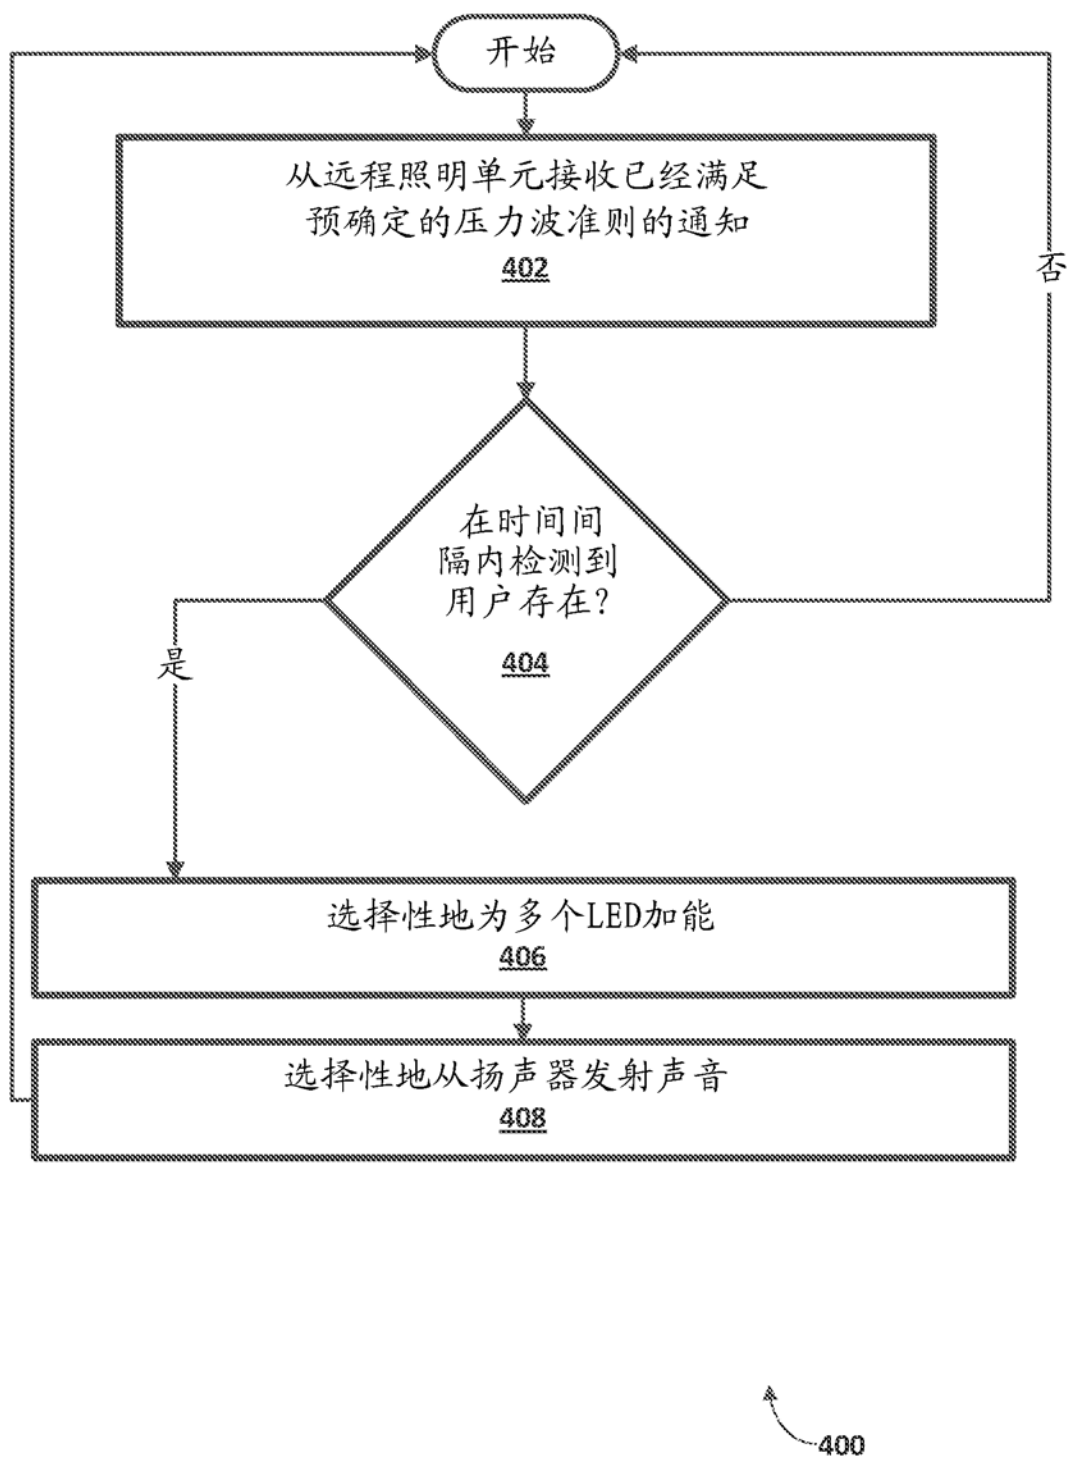 开始
从远程照明单元接收已经满足
预确定的压力波准则的通知
402
否
在时间间
隔内检测到
用户存在?
404
是
选择性地为多个LED加能
406
选择性地从扬声器发射声音
408
400